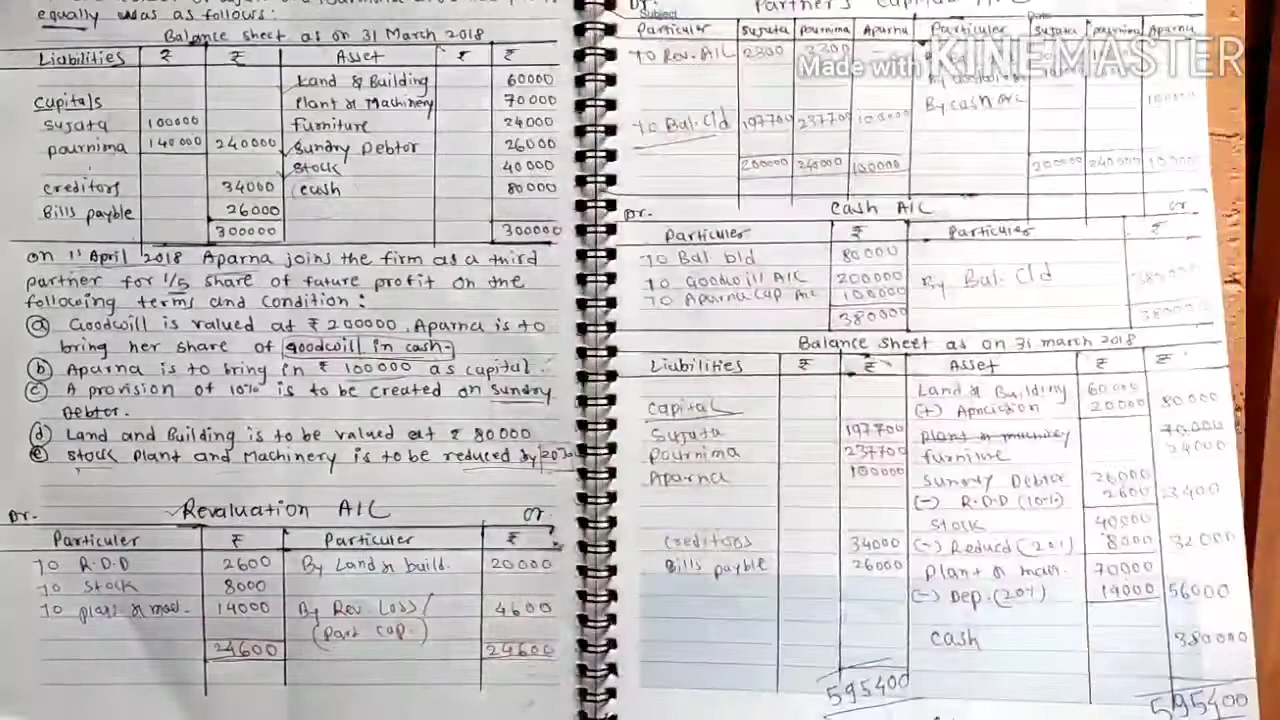 equally was as follows:
Balance sheet as on 31 March 2018
Liabilities ₹ ₹ Asset ₹ ₹
Land & Building 60000
Capitals Plant & Machinery 70000
Sujata 100000 Furniture 24000
pournima 140000 240000 Sundry Debtor 26000
Stock 40000
creditors 34000 cash 80000
Bills payble 26000
300000 300000
on 1st April 2018 Aparna joins the firm as a third
partner for 1/5 share of future profit on the
following terms and condition:
(a) Goodwill is valued at ₹ 200000. Aparna is to
bring her share of goodwill in cash.
(b) Aparna is to bring in ₹ 100000 as capital.
(c) A provision of 10% is to be created on sundry
Debtor.
(d) Land and Building is to be valued at ₹ 80000
(e) Stock Plant and Machinery is to be reduced by 20%
Dr. Revaluation A/C cr.
Particuler ₹ Particuler ₹
To R.D.D 2600 By Land & build. 20000
To Stock 8000
To plant & mac. 14000 By Rev. Loss/ 4600
(Part cap.)
24600 24600
Dr. Partner's Capital A/C
Subject Date
Particuler Sujata pournima Aparna Particuler Sujata pournima Aparna
To Rev. A/C 2300
Made with KINEMASTER
By cash A/C 100000
To Bal. C/d 197700 237700 100000
200000 240000 100000 200000 240000
Dr. Cash A/C cr
Particuler ₹ Particuler ₹
To Bal b/d 80000
To Goodwill A/C 200000 By Bal. C/d 380000
To Aparna Cap A/c 100000
380000 380000
Balance sheet as on 31 march 2018
Liabilities ₹ ₹ Asset ₹ ₹
Land & Building 60000
Capital (+) 20000 80000
Sujata 197700 Plant & machinery 70000
Pournima 237700 furniture 24000
Aparna 100000 Sundry Debtor 26000
(-) R.D.D (10%) 2600 23400
Stock 40000
creditors 34000 (-) Reduced (20%) 8000 32000
Bills payble 26000 Plant & mach. 70000
(-) Dep. (20%) 14000 56000
Cash 380000
595400 595400